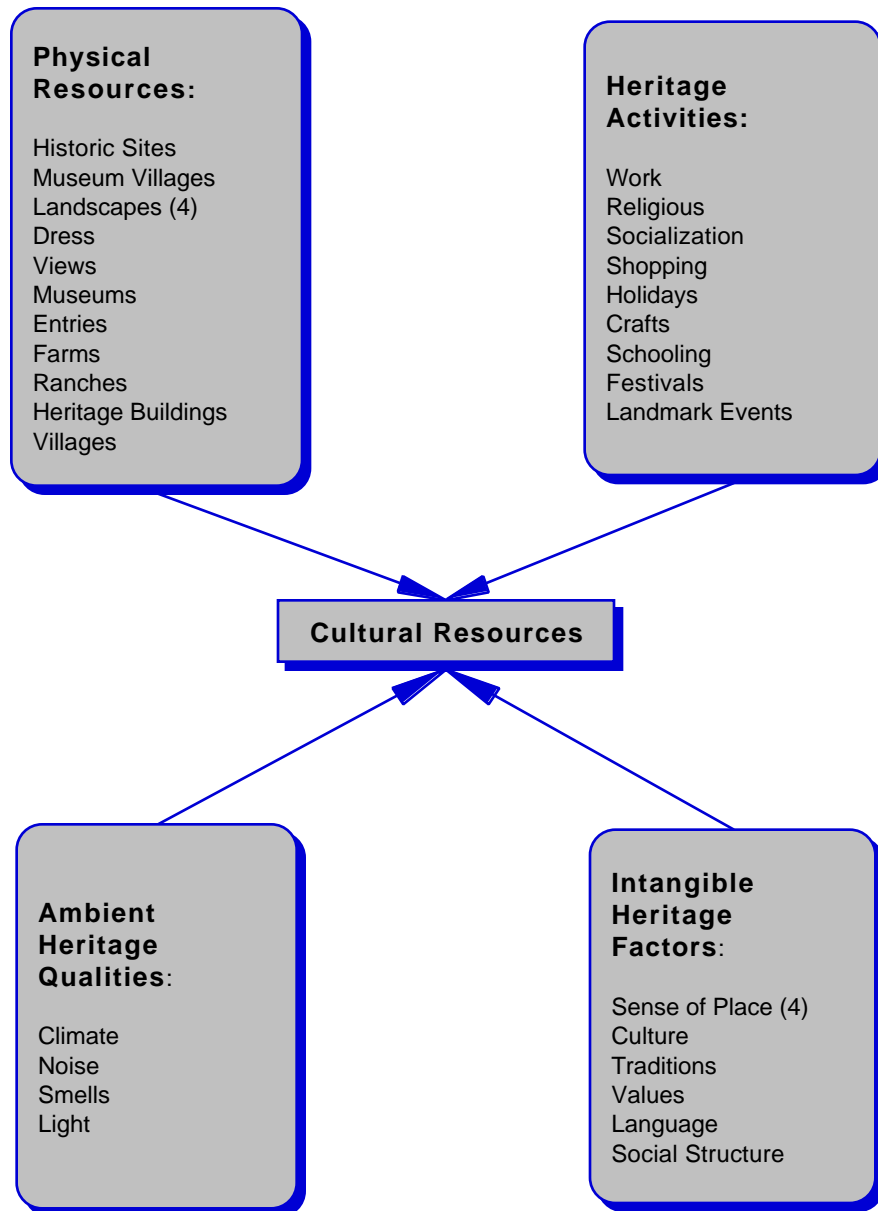 Physical
Resources:
Historic Sites
Museum Villages
Landscapes (4)
Dress
Views
Museums
Entries
Farms
Ranches
Heritage Buildings
Villages
Heritage
Activities:
Work
Religious
Socialization
Shopping
Holidays
Crafts
Schooling
Festivals
Landmark Events
Cultural Resources
Ambient
Heritage
Qualities:
Climate
Noise
Smells
Light
Intangible
Heritage
Factors:
Sense of Place (4)
Culture
Traditions
Values
Language
Social Structure